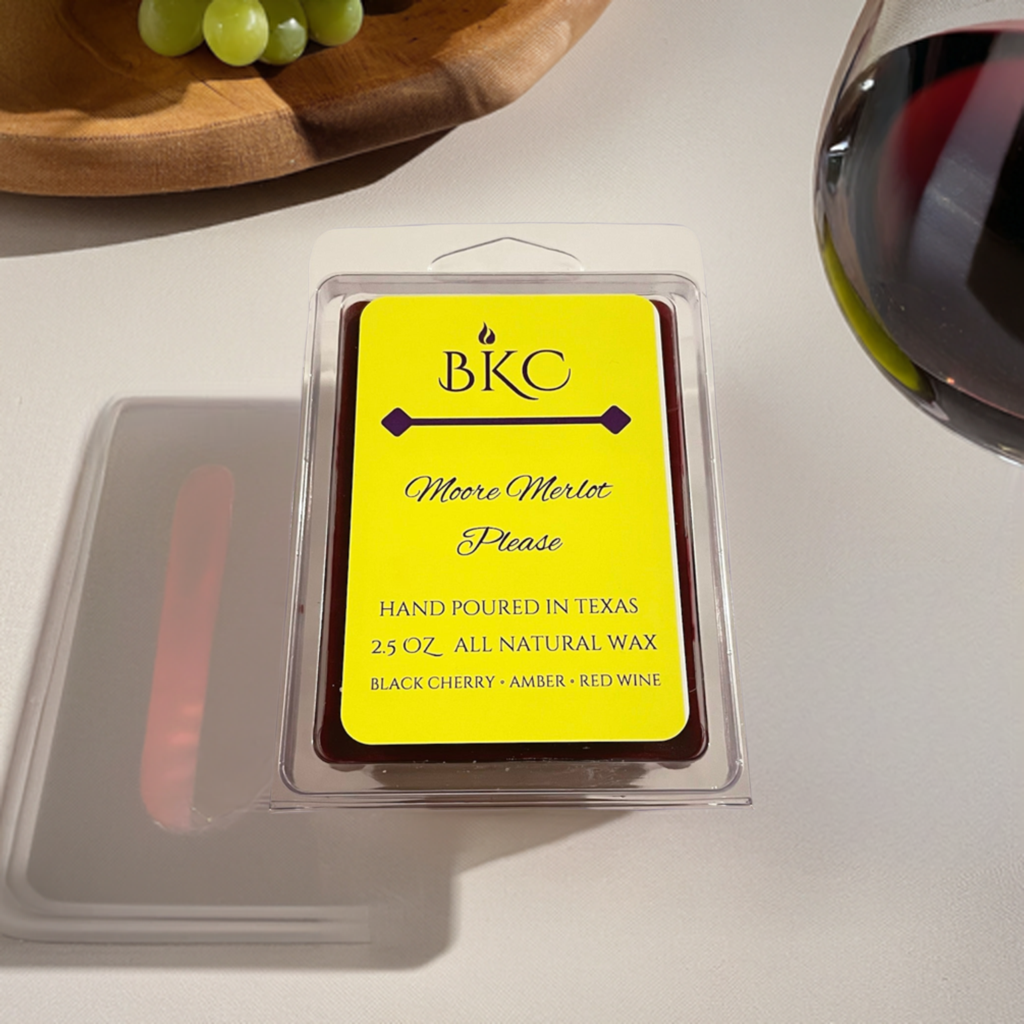 BKC
Moore Merlot
Please
HAND POURED IN TEXAS
2.5 OZ ALL NATURAL WAX
BLACK CHERRY • AMBER • RED WINE